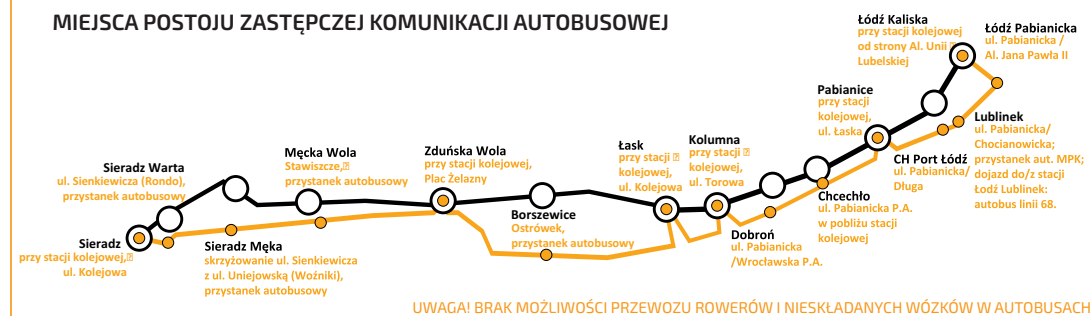 MIEJSCA POSTOJU ZASTĘPCZEJ KOMUNIKACJI AUTOBUSOWEJ
Łódź Kaliska
przy stacji kolejowej
od strony Al. Unii
Lubelskiej
Łódź Pabianicka
ul. Pabianicka /
Al. Jana Pawła II
Pabianice
przy stacji
kolejowej,
ul. Łaska
Lublinek
ul. Pabianicka/
Chocianowicka;
przystanek aut. MPK;
dojazd do/z stacji
Łodź Lublinek:
autobus linii 68.
CH Port Łódź
ul. Pabianicka/
Długa
Kolumna
przy stacji
kolejowej,
ul. Torowa
Łask
przy stacji
kolejowej,
ul. Kolejowa
Zduńska Wola
przy stacji kolejowej,
Plac Żelazny
Męcka Wola
Stawiszcze,
przystanek autobusowy
Sieradz Warta
ul. Sienkiewicza (Rondo),
przystanek autobusowy
Chcechło
ul. Pabianicka P.A.
w pobliżu stacji
kolejowej
Borszewice
Ostrówek,
przystanek autobusowy
Dobroń
ul. Pabianicka
/Wrocławska P.A.
Sieradz
przy stacji kolejowej,
ul. Kolejowa
Sieradz Męka
skrzyżowanie ul. Sienkiewicza
z ul. Uniejowską (Woźniki),
przystanek autobusowy
UWAGA! BRAK MOŻLIWOŚCI PRZEWOZU ROWERÓW I NIESKŁADANYCH WÓZKÓW W AUTOBUSACH